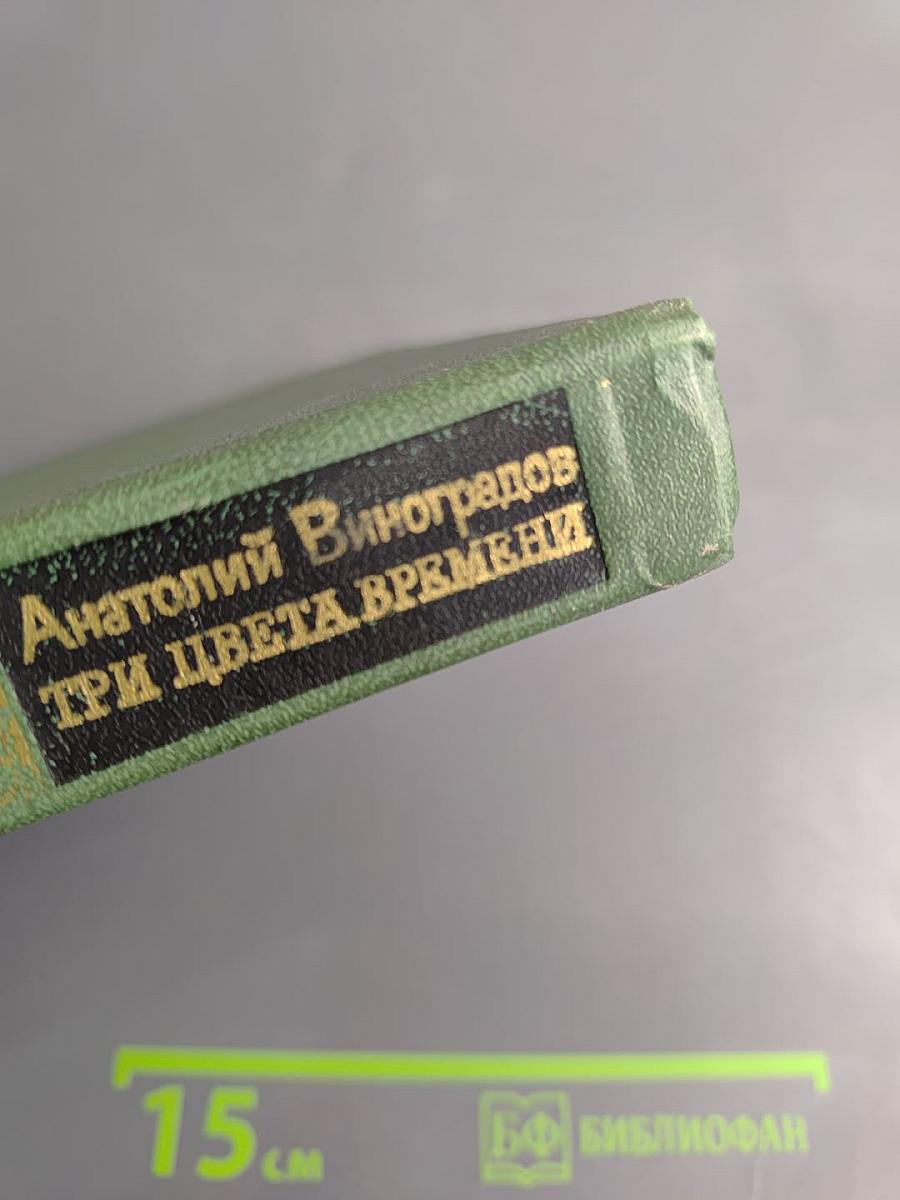 Анатолий Виноградов
ТРИ ЦВЕТА ВРЕМЕНИ
15 см
БФ БИБЛИОФАН